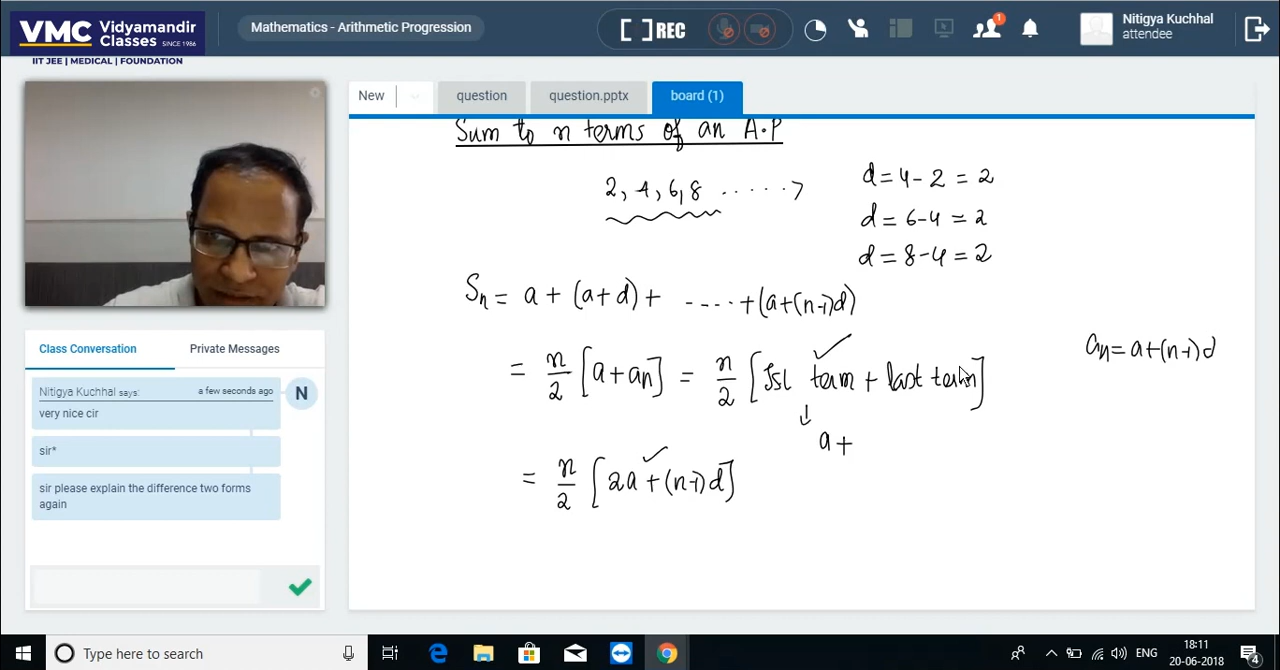 VMC Vidyamandir Classes SINCE 1986
IIT JEE | MEDICAL | FOUNDATION
Mathematics - Arithmetic Progression
[ ] REC
1
Nitigya Kuchhal
attendee
New
question
question.pptx
board (1)
Sum to n terms of an A.P
2, 4, 6, 8 ......>
d = 4 - 2 = 2
d = 6-4 = 2
d = 8-4 = 2
Sn = a + (a+d) + ---- + (a+(n-1)d)
an = a+(n-1)d
= n/2 [a+an] = n/2 [Ist term + last term]
↓
a +
= n/2 [2a+(n-1)d]
Class Conversation
Private Messages
Nitigya Kuchhal says: a few seconds ago
N
very nice cir
sir*
sir please explain the difference two forms
again
Type here to search
ENG
18:11
20-06-2018
4